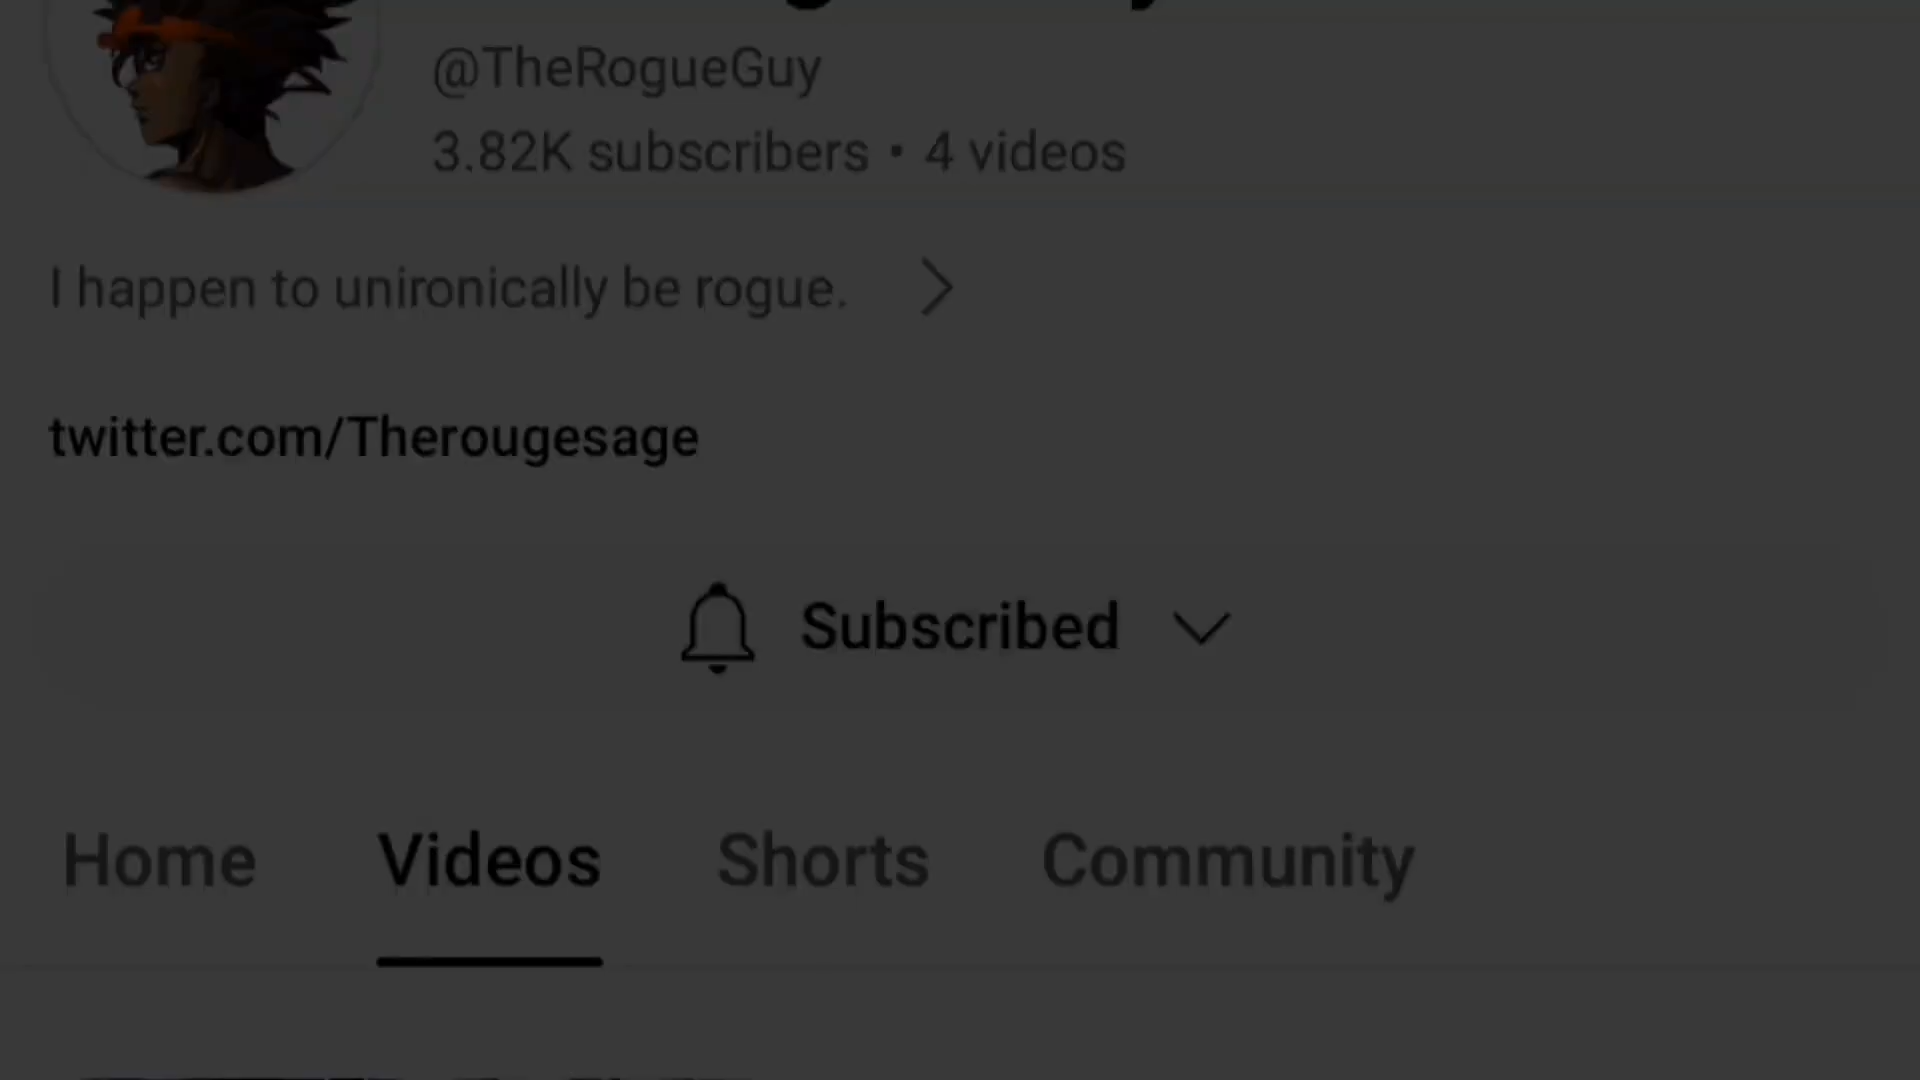 @TheRogueGuy
3.82K subscribers • 4 videos
I happen to unironically be rogue.
twitter.com/Therougesage
Subscribed
Home Videos Shorts Community